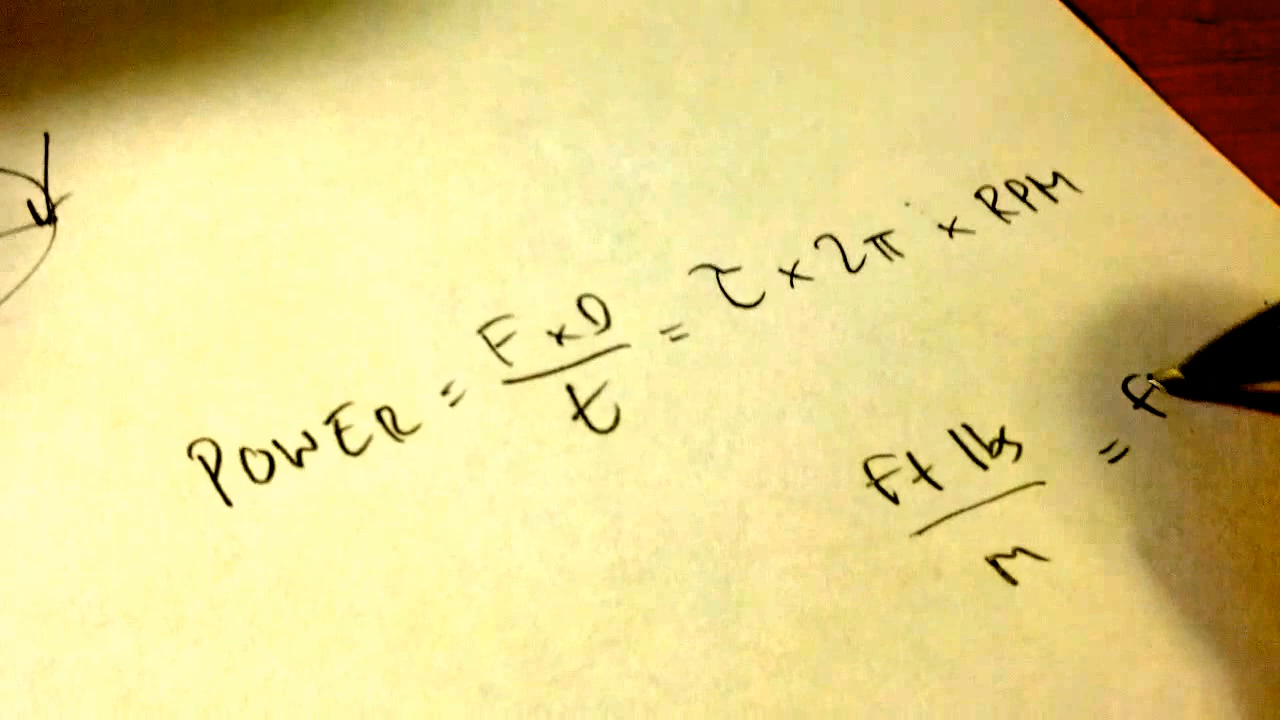 POWER = F x D / t = τ x 2π x RPM
Ft lbs / M = F